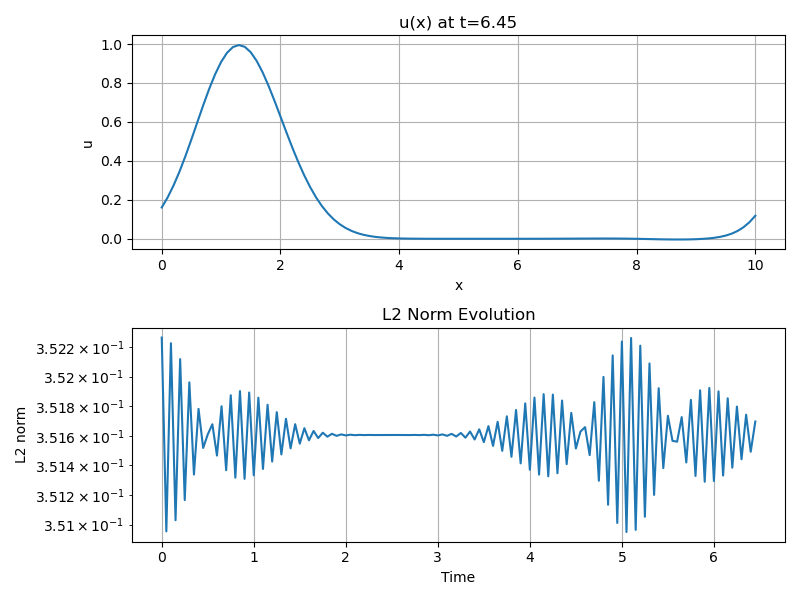 u(x) at t=6.45
1.0
0.8
0.6
0.4
0.2
0.0
u
0 2 4 6 8 10
x
L2 Norm Evolution
3.522 × 10⁻¹
3.52 × 10⁻¹
3.518 × 10⁻¹
3.516 × 10⁻¹
3.514 × 10⁻¹
3.512 × 10⁻¹
3.51 × 10⁻¹
L2 norm
0 1 2 3 4 5 6
Time